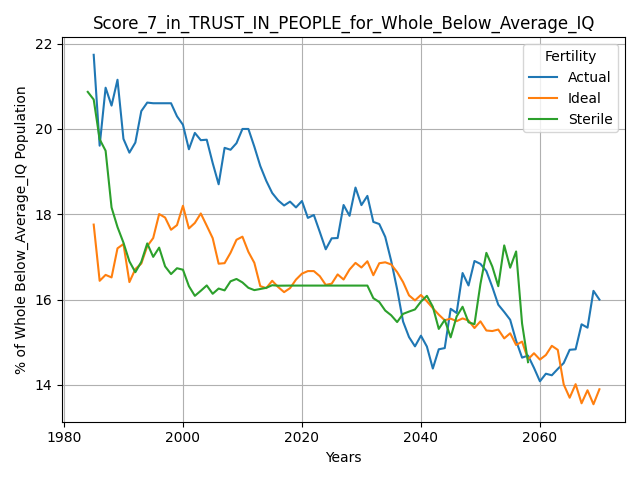 Score_7_in_TRUST_IN_PEOPLE_for_Whole_Below_Average_IQ
% of Whole Below_Average_IQ Population
22
20
18
16
14
Fertility
Actual
Ideal
Sterile
1980
2000
2020
2040
2060
Years